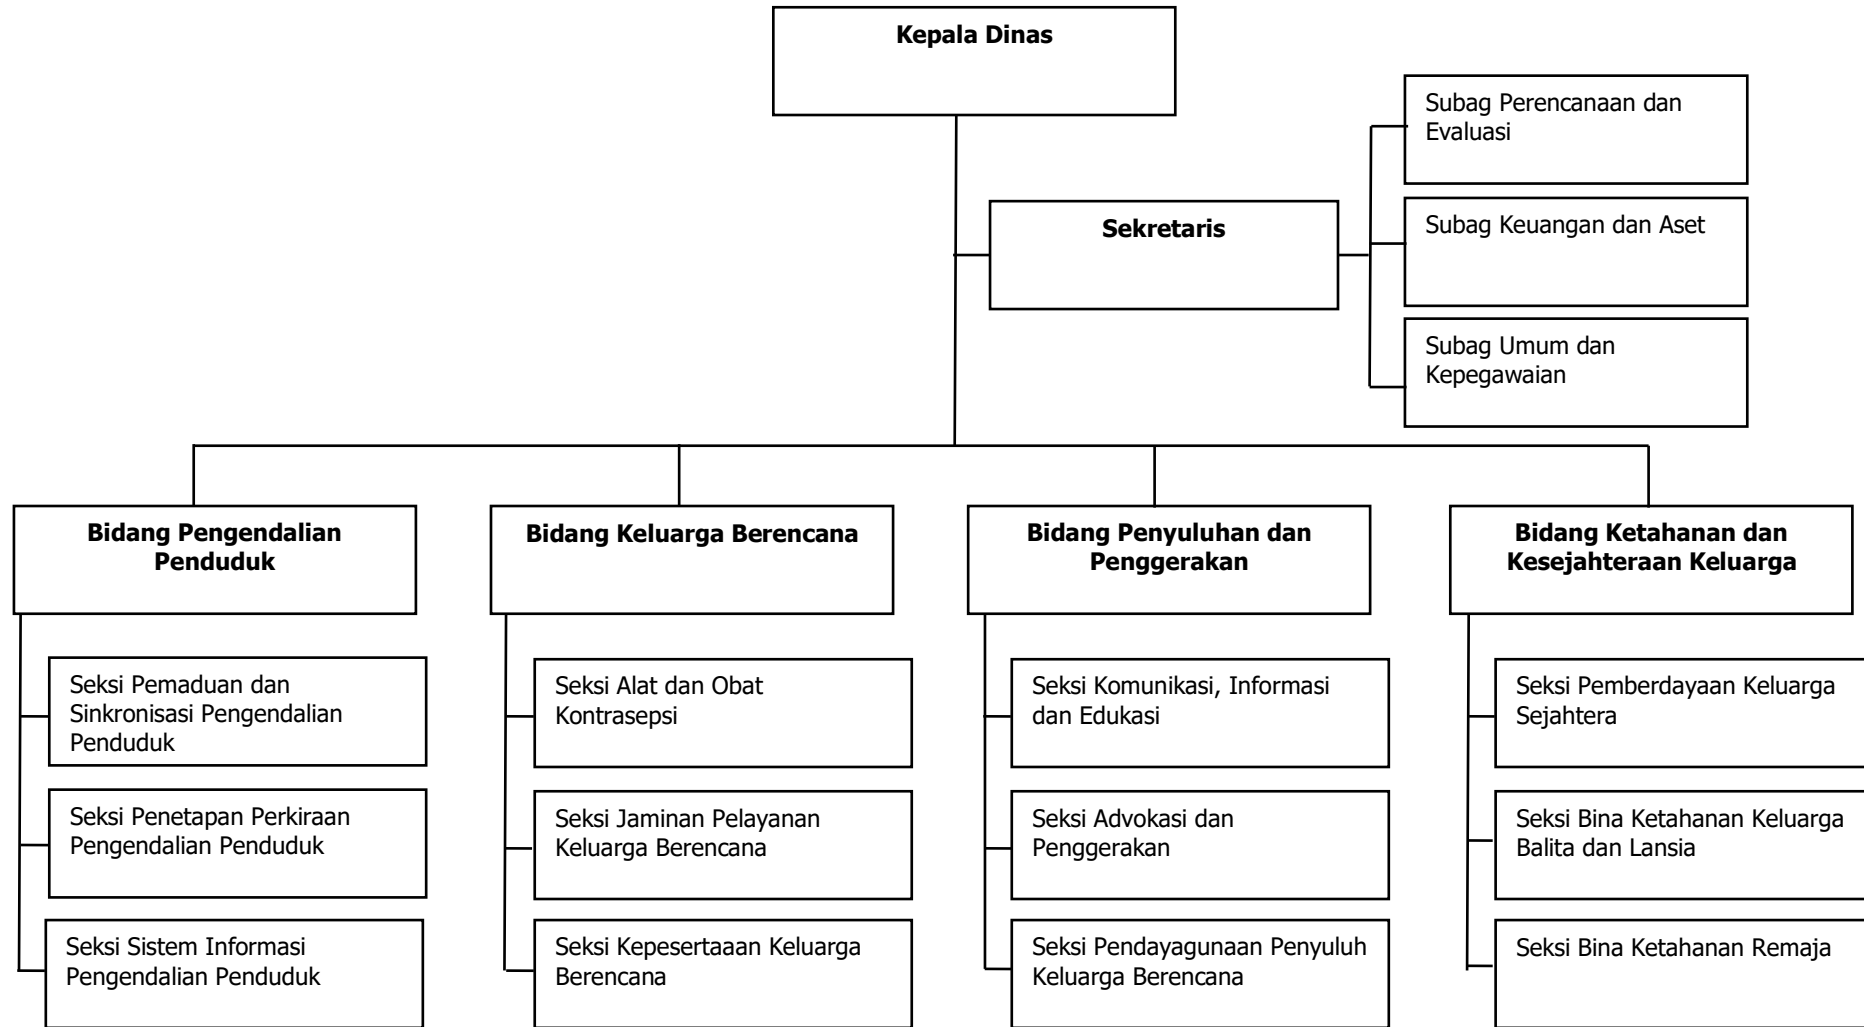 Kepala Dinas
Subag Perencanaan dan
Evaluasi
Sekretaris
Subag Keuangan dan Aset
Subag Umum dan
Kepegawaian
Bidang Pengendalian
Penduduk
Seksi Pemaduan dan
Sinkronisasi Pengendalian
Penduduk
Seksi Penetapan Perkiraan
Pengendalian Penduduk
Seksi Sistem Informasi
Pengendalian Penduduk
Bidang Keluarga Berencana
Seksi Alat dan Obat
Kontrasepsi
Seksi Jaminan Pelayanan
Keluarga Berencana
Seksi Kepesertaaan Keluarga
Berencana
Bidang Penyuluhan dan
Penggerakan
Seksi Komunikasi, Informasi
dan Edukasi
Seksi Advokasi dan
Penggerakan
Seksi Pendayagunaan Penyuluh
Keluarga Berencana
Bidang Ketahanan dan
Kesejahteraan Keluarga
Seksi Pemberdayaan Keluarga
Sejahtera
Seksi Bina Ketahanan Keluarga
Balita dan Lansia
Seksi Bina Ketahanan Remaja